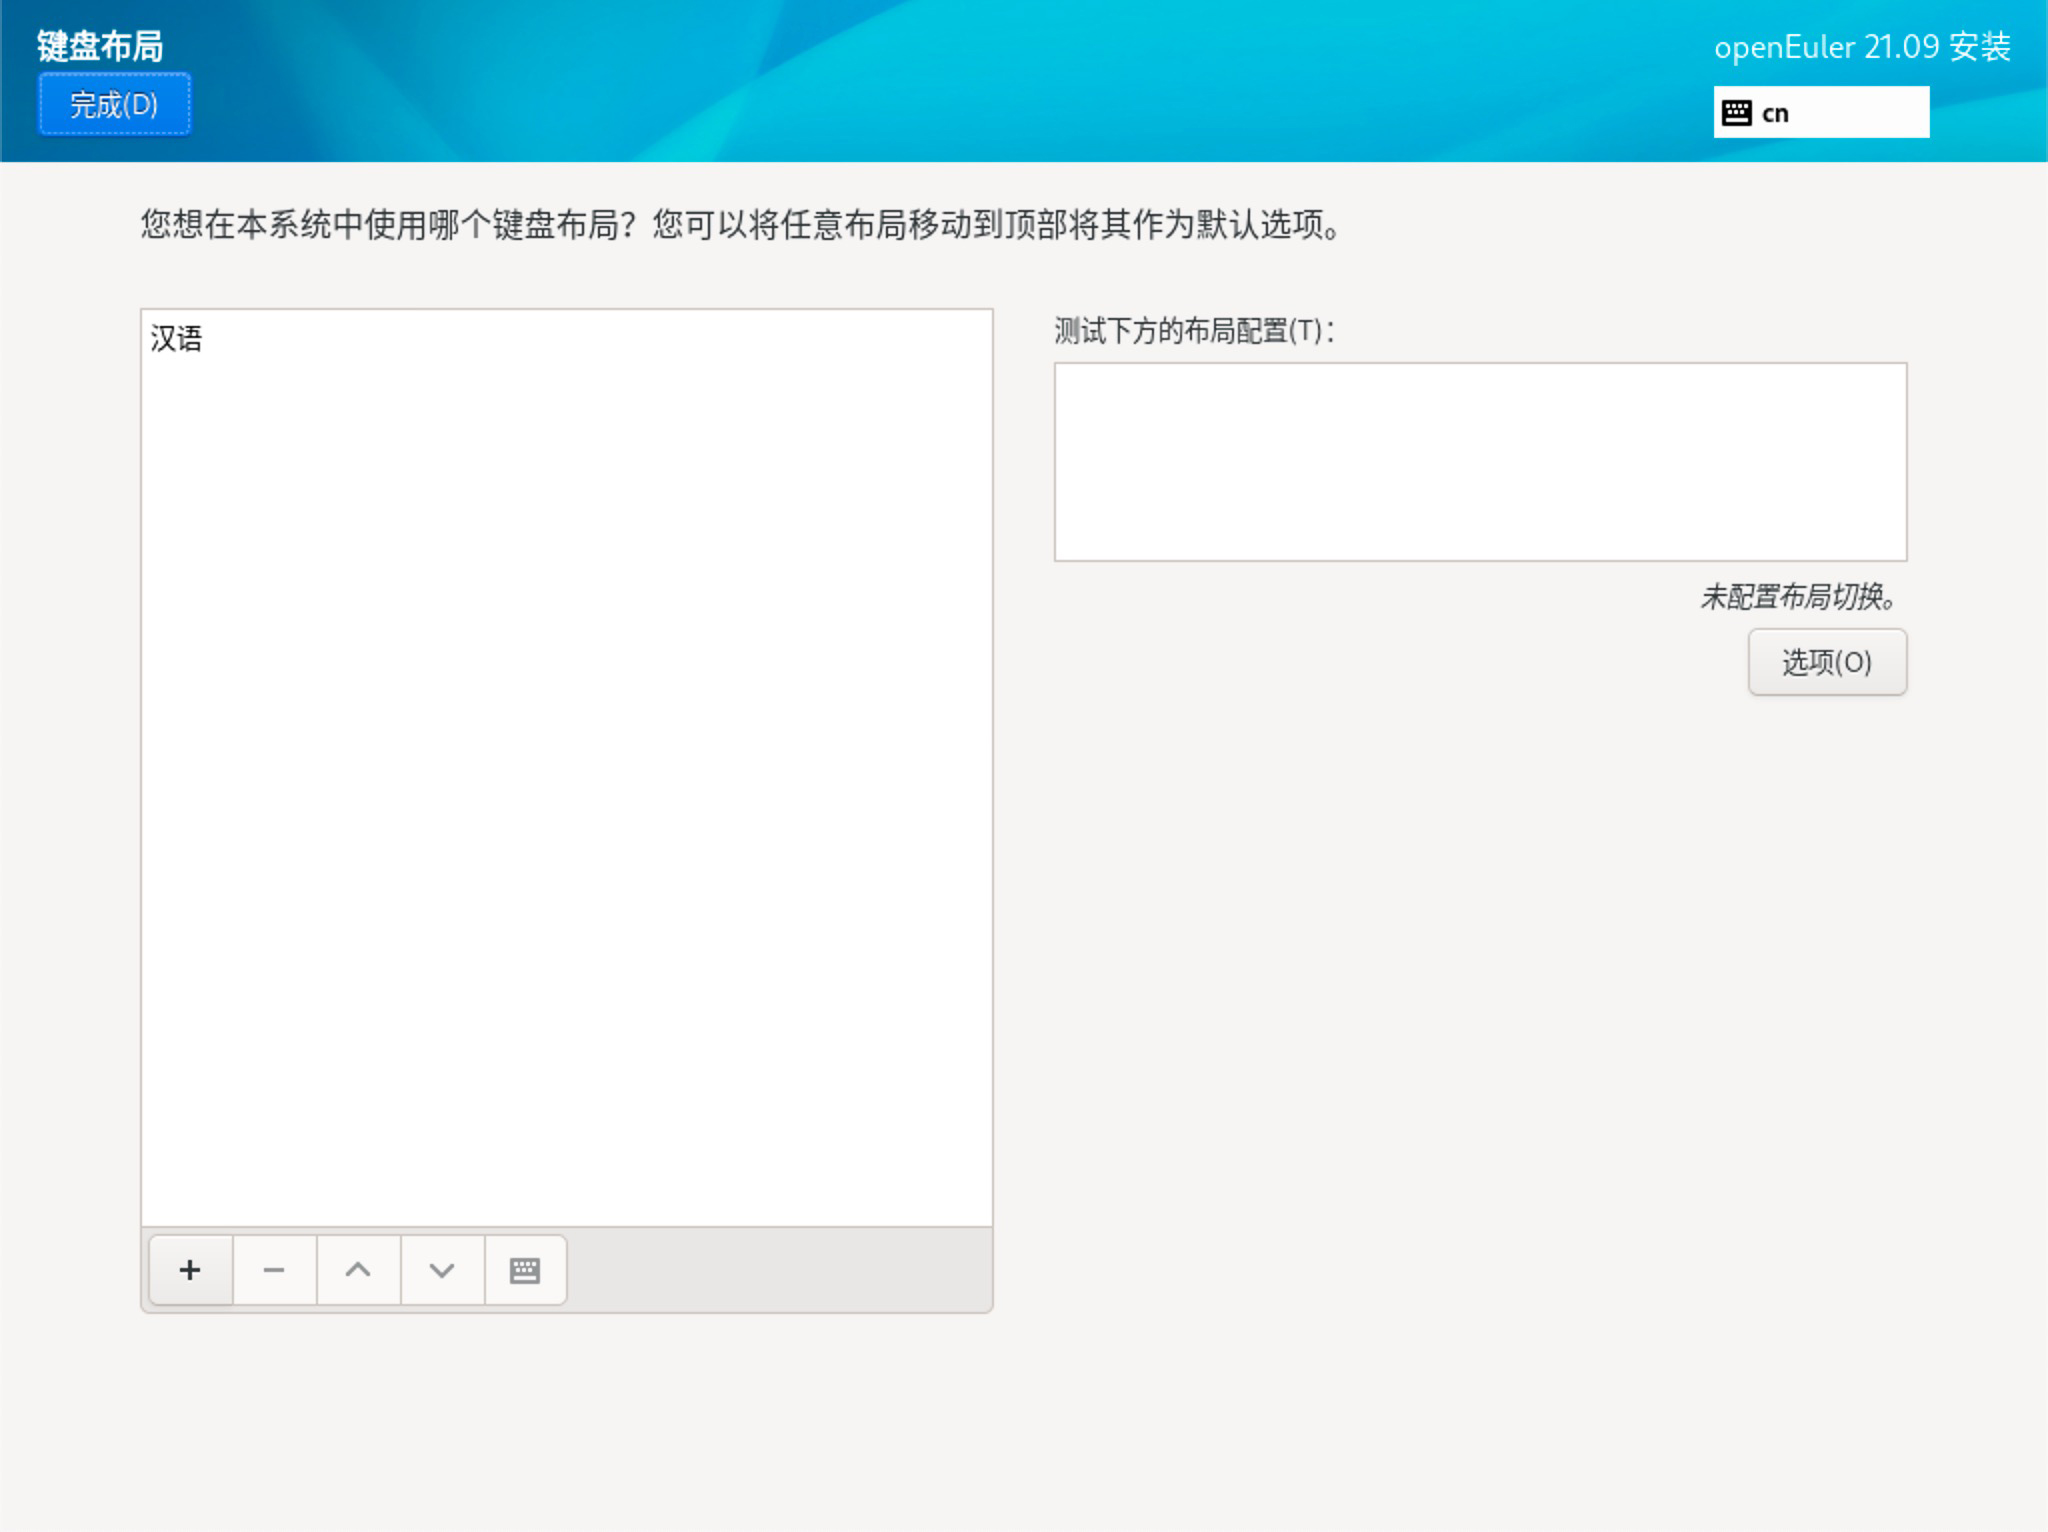 键盘布局
完成(D)
openEuler 21.09 安装
cn
您想在本系统中使用哪个键盘布局？您可以将任意布局移动到顶部将其作为默认选项。
汉语
测试下方的布局配置(T)：
未配置布局切换。
选项(O)